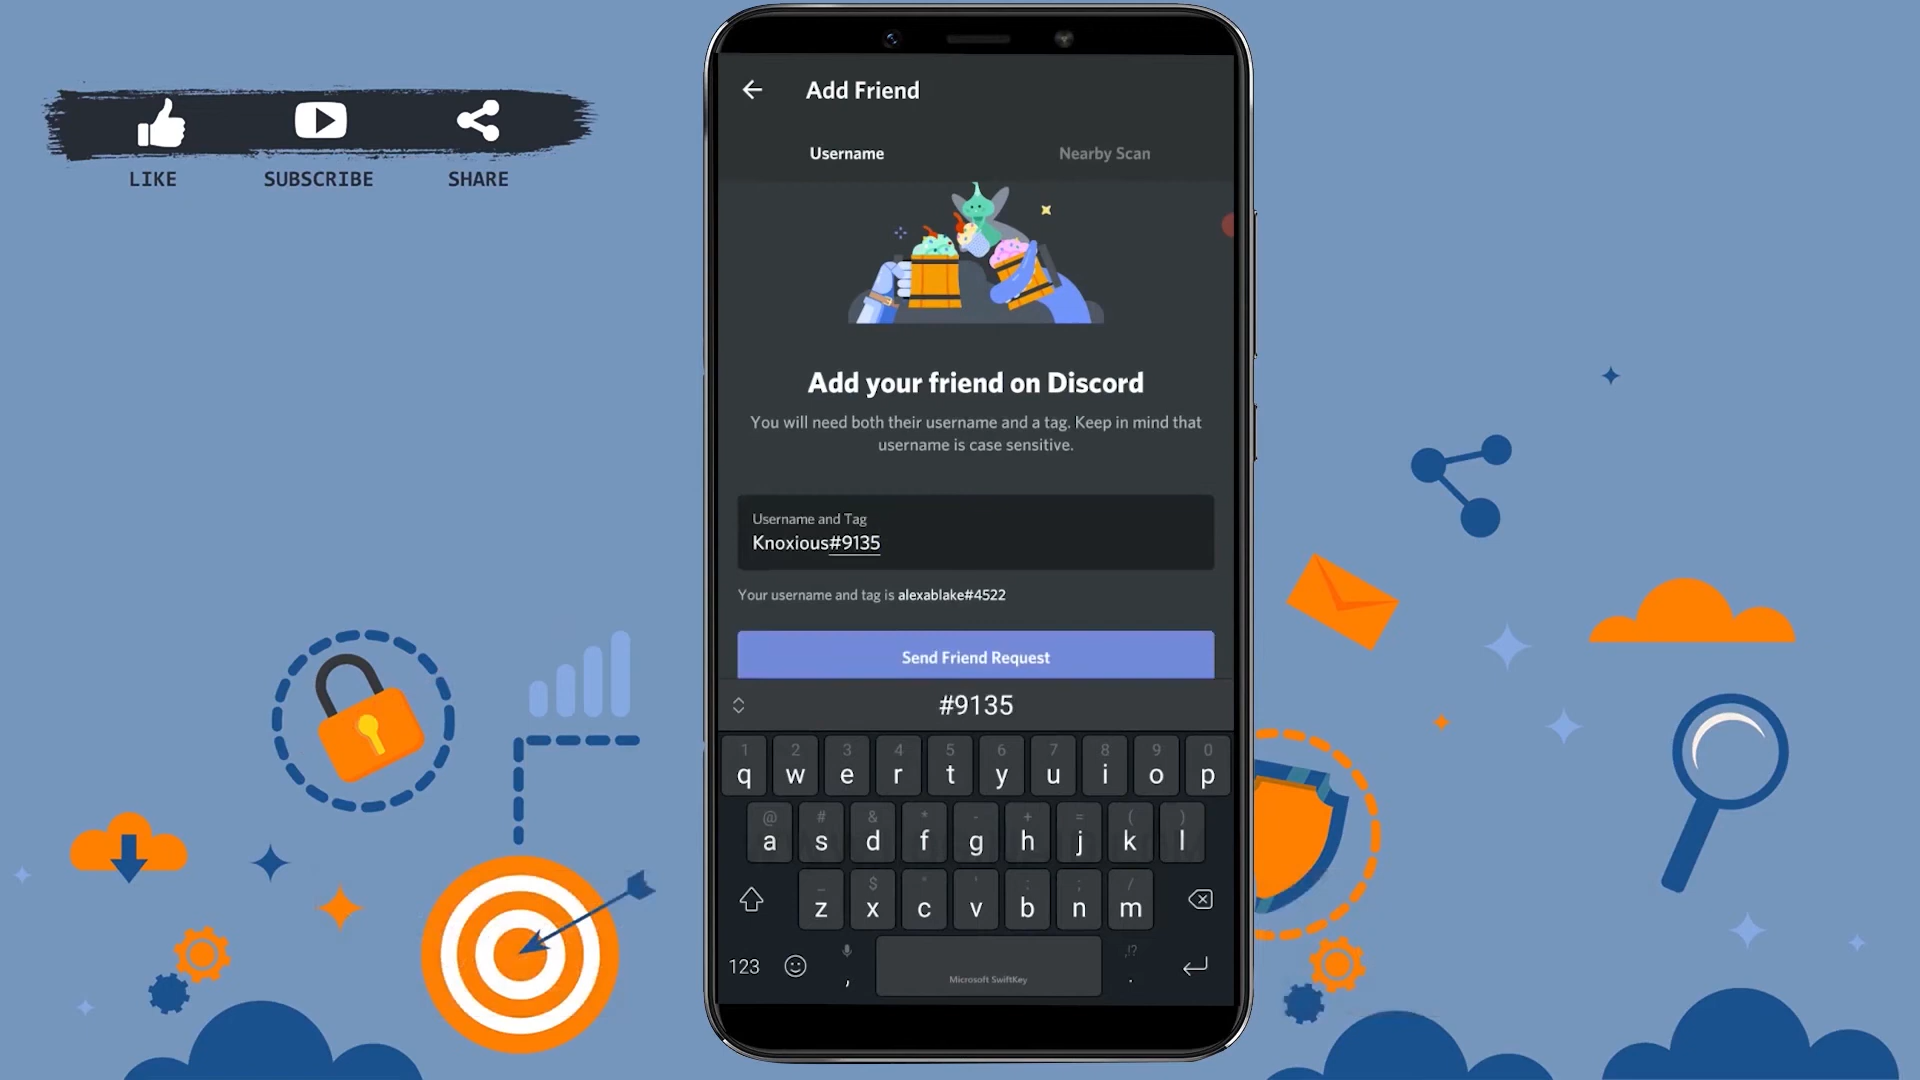 LIKE
SUBSCRIBE
SHARE
Add Friend
Username
Nearby Scan
Add your friend on Discord
You will need both their username and a tag. Keep in mind that
username is case sensitive.
Username and Tag
Knoxious#9135
Your username and tag is alexablake#4522
Send Friend Request
#9135
1 2 3 4 5 6 7 8 9 0
q w e r t y u i o p
@ # & * - + = ( )
a s d f g h j k l
_ $ " ' : ; /
z x c v b n m
,!?
123 , .
Microsoft SwiftKey